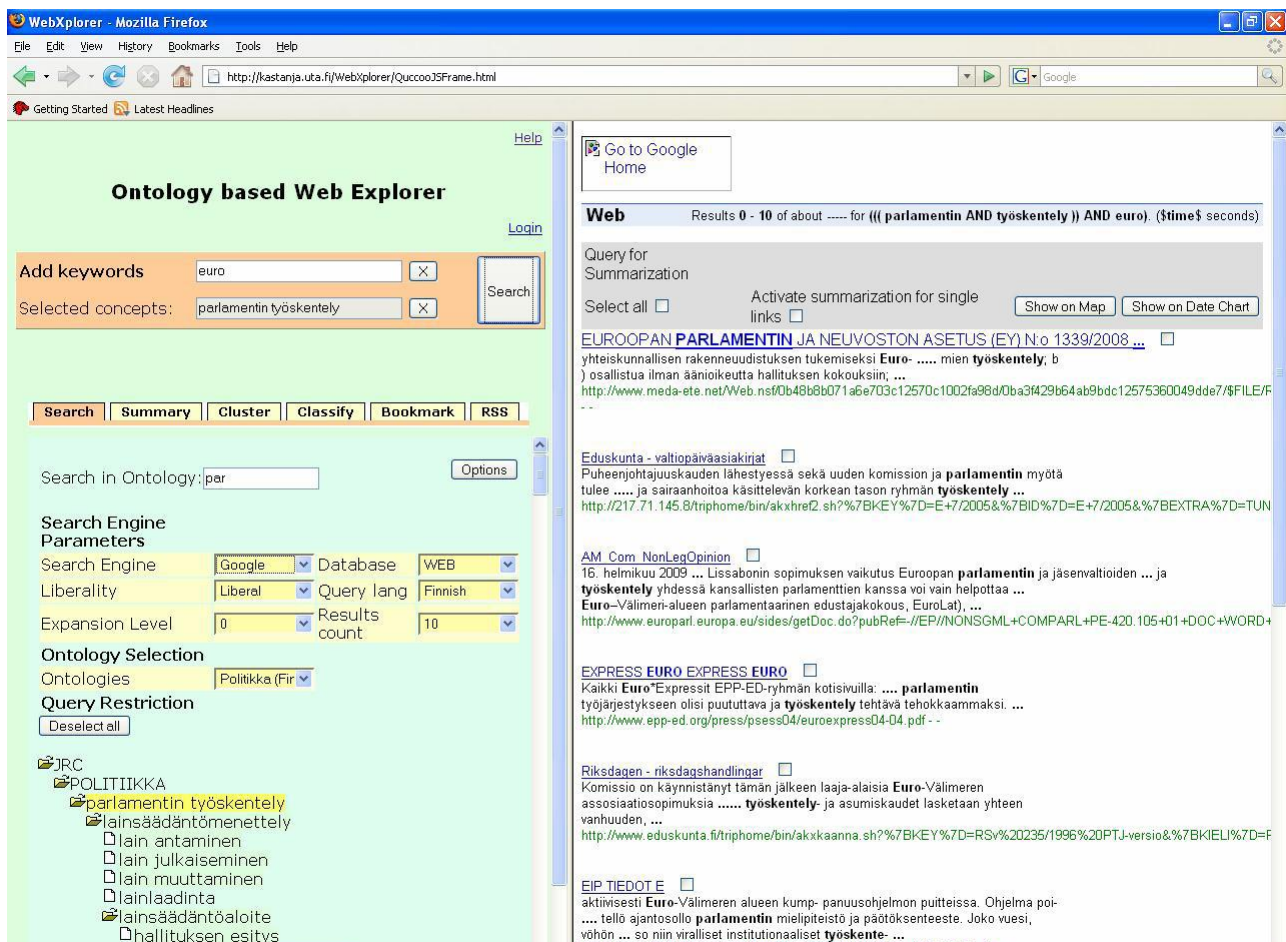 WebXplorer - Mozilla Firefox
File Edit View History Bookmarks Tools Help
http://kastanja.uta.fi/WebXplorer/QuccooJSFrame.html
Google
Getting Started Latest Headlines
Help
Ontology based Web Explorer
Login
Add keywords euro X
Search
Selected concepts: parlamentin työskentely X
Search Summary Cluster Classify Bookmark RSS
Search in Ontology: par Options
Search Engine
Parameters
Search Engine Google Database WEB
Liberality Liberal Query lang Finnish
Expansion Level 0 Results count 10
Ontology Selection
Ontologies Politikka (Fir
Query Restriction
Deselect all
JRC
POLITIIKKA
parlamentin työskentely
lainsäädäntömenettely
lain antaminen
lain julkaiseminen
lain muuttaminen
lainlaadinta
lainsäädäntöaloite
hallituksen esitys
Go to Google
Home
Web Results 0 - 10 of about ----- for ((( parlamentin AND työskentely )) AND euro). ($time$ seconds)
Query for
Summarization
Select all Activate summarization for single
links Show on Map Show on Date Chart
EUROOPAN PARLAMENTIN JA NEUVOSTON ASETUS (EY) N:o 1339/2008 ...
yhteiskunnallisen rakenneuudistuksen tukemiseksi Euro- ..... mien työskentely; b
) osallistua ilman äänioikeutta hallituksen kokouksiin; ...
http://www.meda-ete.net/Web.nsf/0b48b8b071a6e703c12570c1002fa98d/0ba3f429b64ab9bdc12575360049dde7/$FILE/R
- -
Eduskunta - valtiopäiväasiakirjat
Puheenjohtajuuskauden lähestyessä sekä uuden komission ja parlamentin myötä
tulee ..... ja sairaanhoitoa käsittelevän korkean tason ryhmän työskentely ...
http://217.71.145.8/triphome/bin/akxhref2.sh?%7BKEY%7D=E+7/2005&%7BID%7D=E+7/2005&%7BEXTRA%7D=TUN
AM_Com_NonLegOpinion
16. helmikuu 2009 ... Lissabonin sopimuksen vaikutus Euroopan parlamentin ja jäsenvaltioiden ... ja
työskentely yhdessä kansallisten parlamenttien kanssa voi vain helpottaa ...
Euro–Välimeri-alueen parlamentaarinen edustajakokous, EuroLat), ...
http://www.europarl.europa.eu/sides/getDoc.do?pubRef=-//EP//NONSGML+COMPARL+PE-420.105+01+DOC+WORD+
EXPRESS EURO EXPRESS EURO
Kaikki Euro*Expressit EPP-ED-ryhmän kotisivuilla: .... parlamentin
työjärjestykseen olisi puututtava ja työskentely tehtävä tehokkaammaksi. ...
http://www.epp-ed.org/press/psess04/euroexpress04-04.pdf - -
Riksdagen - riksdagshandlingar
Komissio on käynnistänyt tämän jälkeen laaja-alaisia Euro-Välimeren
assosiaatiosopimuksia ...... työskentely- ja asumiskaudet lasketaan yhteen
vanhuuden, ...
http://www.eduskunta.fi/triphome/bin/akxkaanna.sh?%7BKEY%7D=RSv%20235/1996%20PTJ-versio&%7BKIELI%7D=F
EIP TIEDOT E
aktiivisesti Euro-Välimeren alueen kump- panuusohjelmon puitteissa. Ohjelma poi-
.... tellö ajantosollo parlamentin mielipiteistö ja päötöksenteeste. Joko vuesi,
vöhön ... so niin viralliset institutionaaliset työskente- ...